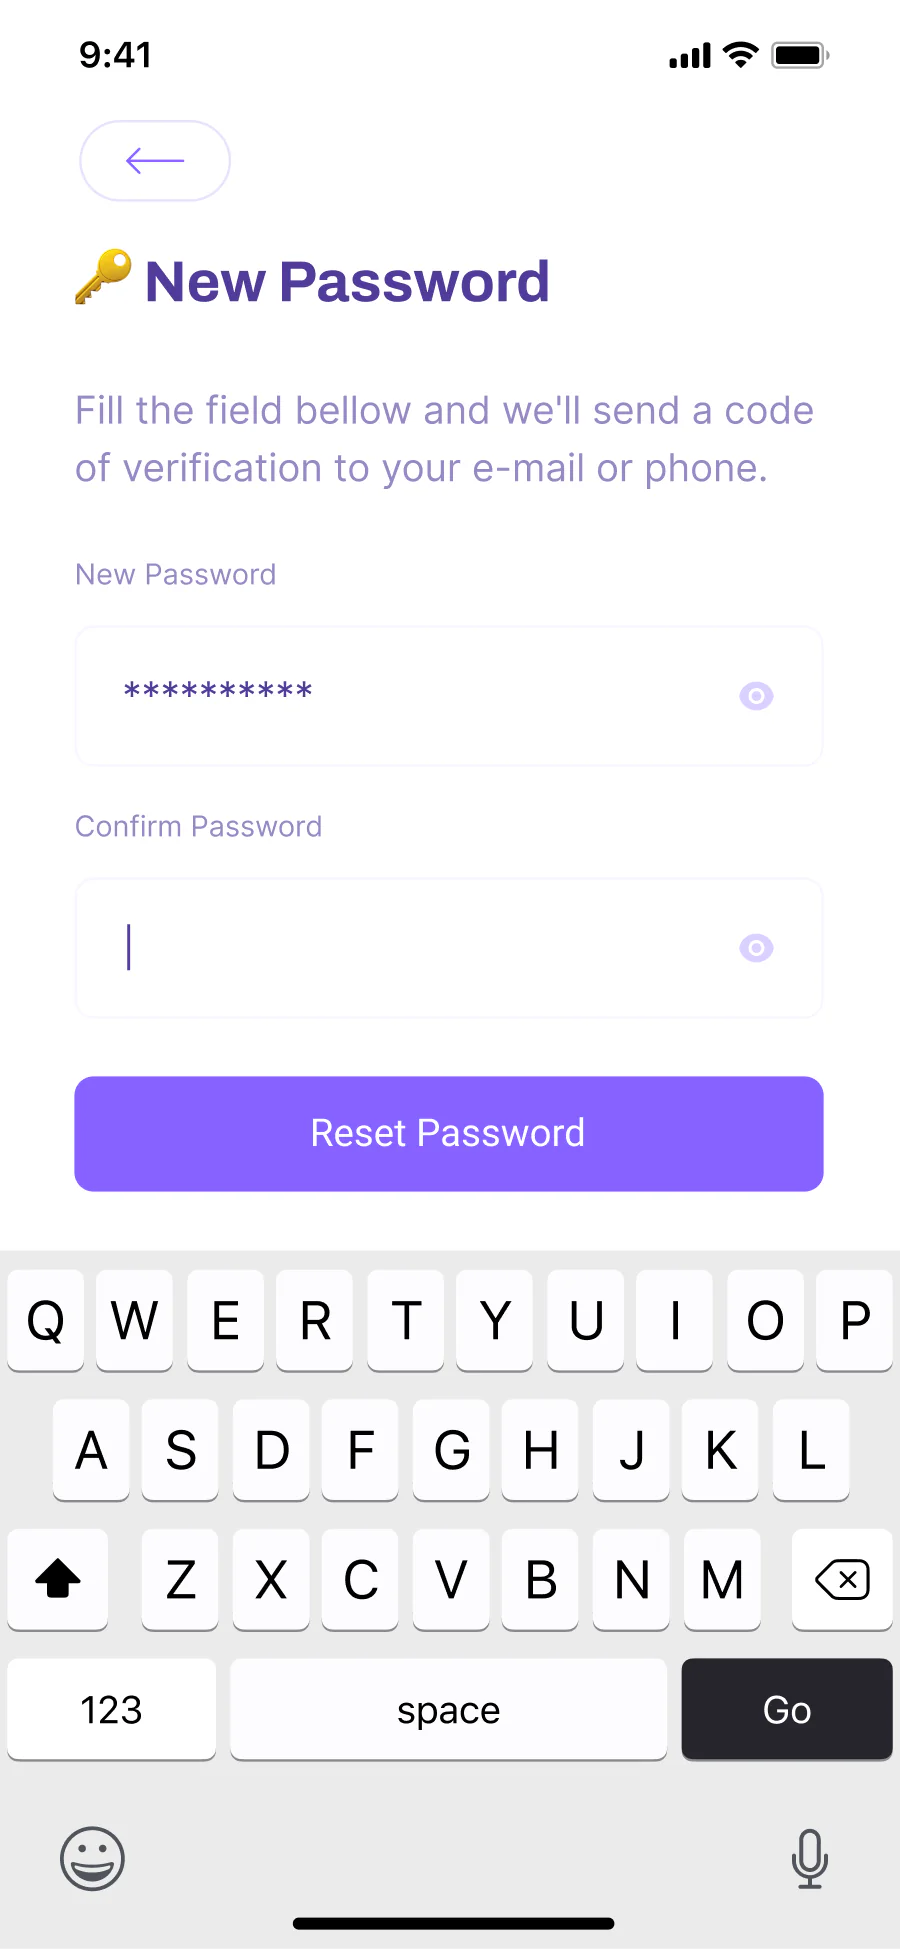 9:41
New Password
Fill the field bellow and we'll send a code
of verification to your e-mail or phone.
New Password
**********
Confirm Password
Reset Password
Q W E R T Y U I O P
A S D F G H J K L
Z X C V B N M
123 space Go